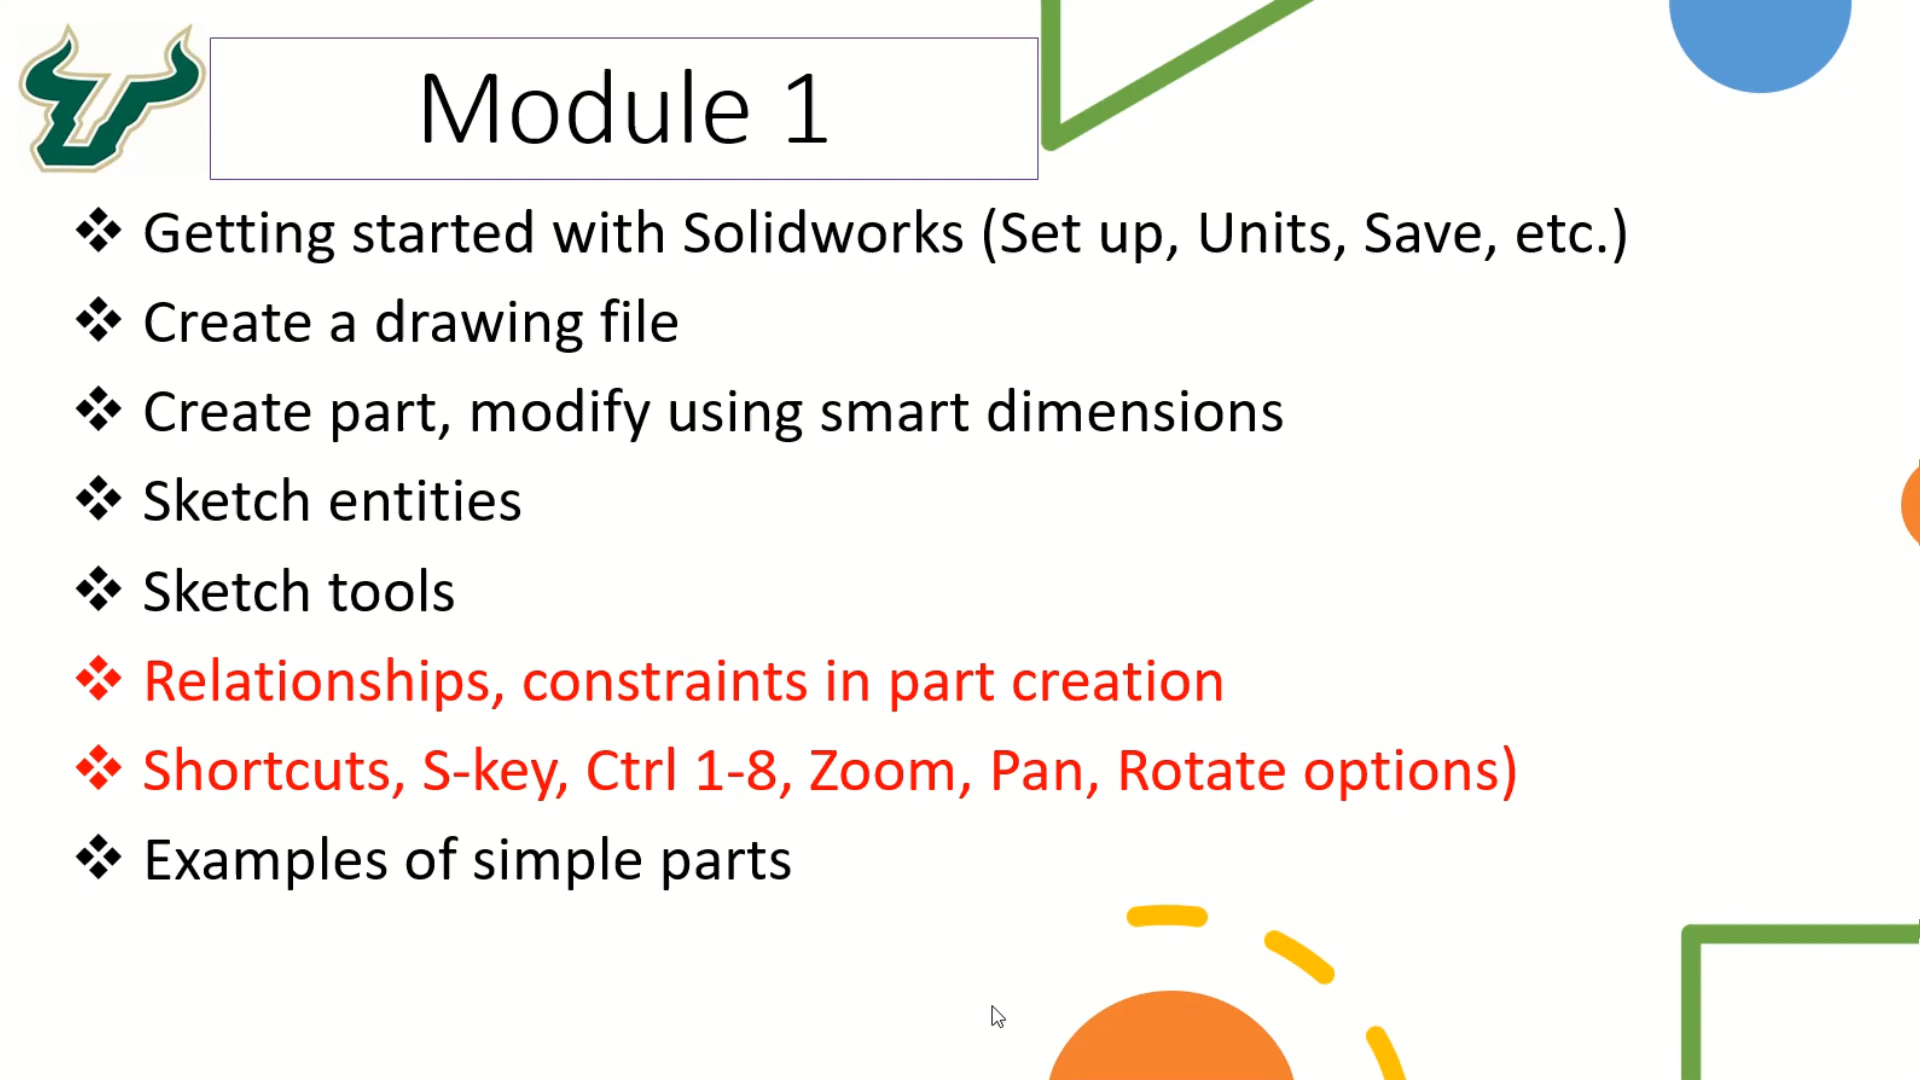 Module 1
❖ Getting started with Solidworks (Set up, Units, Save, etc.)
❖ Create a drawing file
❖ Create part, modify using smart dimensions
❖ Sketch entities
❖ Sketch tools
❖ Relationships, constraints in part creation
❖ Shortcuts, S-key, Ctrl 1-8, Zoom, Pan, Rotate options)
❖ Examples of simple parts